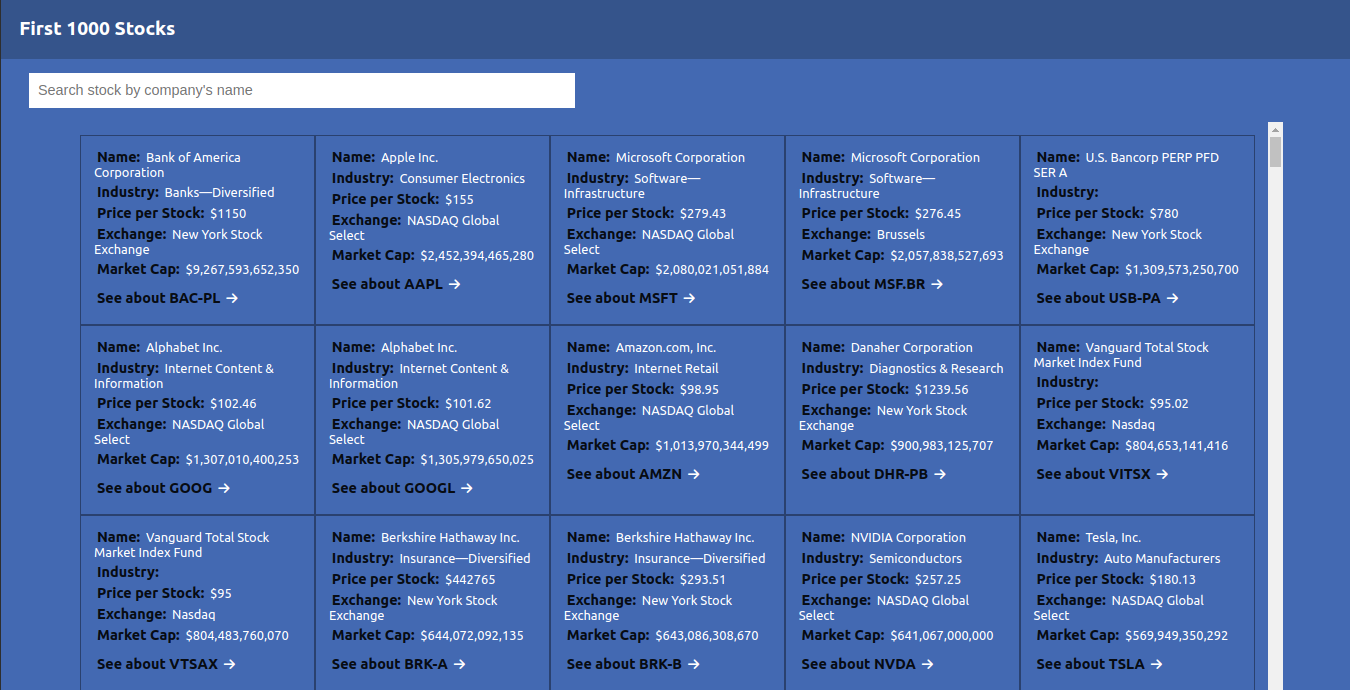 First 1000 Stocks
Search stock by company's name
Name: Bank of America
Corporation
Industry: Banks—Diversified
Price per Stock: $1150
Exchange: New York Stock
Exchange
Market Cap: $9,267,593,652,350
See about BAC-PL →
Name: Apple Inc.
Industry: Consumer Electronics
Price per Stock: $155
Exchange: NASDAQ Global
Select
Market Cap: $2,452,394,465,280
See about AAPL →
Name: Microsoft Corporation
Industry: Software—
Infrastructure
Price per Stock: $279.43
Exchange: NASDAQ Global
Select
Market Cap: $2,080,021,051,884
See about MSFT →
Name: Microsoft Corporation
Industry: Software—
Infrastructure
Price per Stock: $276.45
Exchange: Brussels
Market Cap: $2,057,838,527,693
See about MSF.BR →
Name: U.S. Bancorp PERP PFD
SER A
Industry:
Price per Stock: $780
Exchange: New York Stock
Exchange
Market Cap: $1,309,573,250,700
See about USB-PA →
Name: Alphabet Inc.
Industry: Internet Content &
Information
Price per Stock: $102.46
Exchange: NASDAQ Global
Select
Market Cap: $1,307,010,400,253
See about GOOG →
Name: Alphabet Inc.
Industry: Internet Content &
Information
Price per Stock: $101.62
Exchange: NASDAQ Global
Select
Market Cap: $1,305,979,650,025
See about GOOGL →
Name: Amazon.com, Inc.
Industry: Internet Retail
Price per Stock: $98.95
Exchange: NASDAQ Global
Select
Market Cap: $1,013,970,344,499
See about AMZN →
Name: Danaher Corporation
Industry: Diagnostics & Research
Price per Stock: $1239.56
Exchange: New York Stock
Exchange
Market Cap: $900,983,125,707
See about DHR-PB →
Name: Vanguard Total Stock
Market Index Fund
Industry:
Price per Stock: $95.02
Exchange: Nasdaq
Market Cap: $804,653,141,416
See about VITSX →
Name: Vanguard Total Stock
Market Index Fund
Industry:
Price per Stock: $95
Exchange: Nasdaq
Market Cap: $804,483,760,070
See about VTSAX →
Name: Berkshire Hathaway Inc.
Industry: Insurance—Diversified
Price per Stock: $442765
Exchange: New York Stock
Exchange
Market Cap: $644,072,092,135
See about BRK-A →
Name: Berkshire Hathaway Inc.
Industry: Insurance—Diversified
Price per Stock: $293.51
Exchange: New York Stock
Exchange
Market Cap: $643,086,308,670
See about BRK-B →
Name: NVIDIA Corporation
Industry: Semiconductors
Price per Stock: $257.25
Exchange: NASDAQ Global
Select
Market Cap: $641,067,000,000
See about NVDA →
Name: Tesla, Inc.
Industry: Auto Manufacturers
Price per Stock: $180.13
Exchange: NASDAQ Global
Select
Market Cap: $569,949,350,292
See about TSLA →